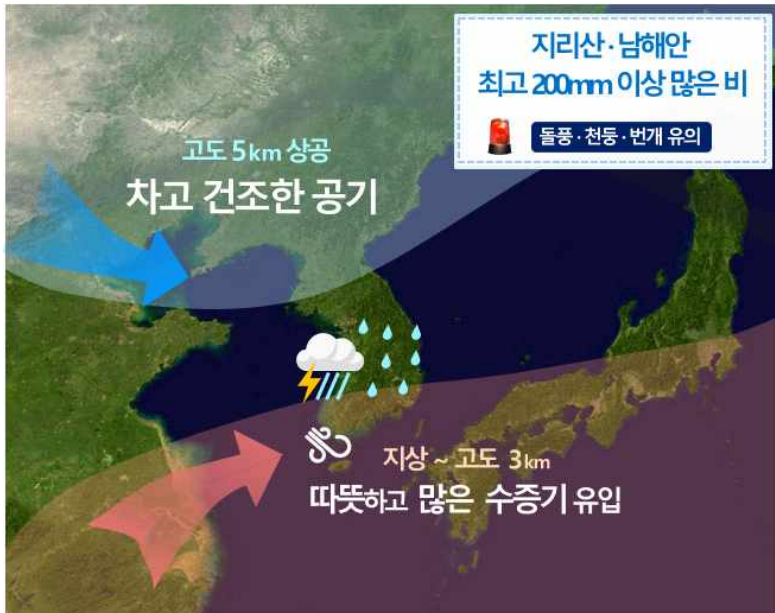 지리산·남해안
최고 200mm 이상 많은 비
돌풍·천둥·번개 유의
고도 5km 상공
차고 건조한 공기
지상 ~ 고도 3km
따뜻하고 많은 수증기 유입